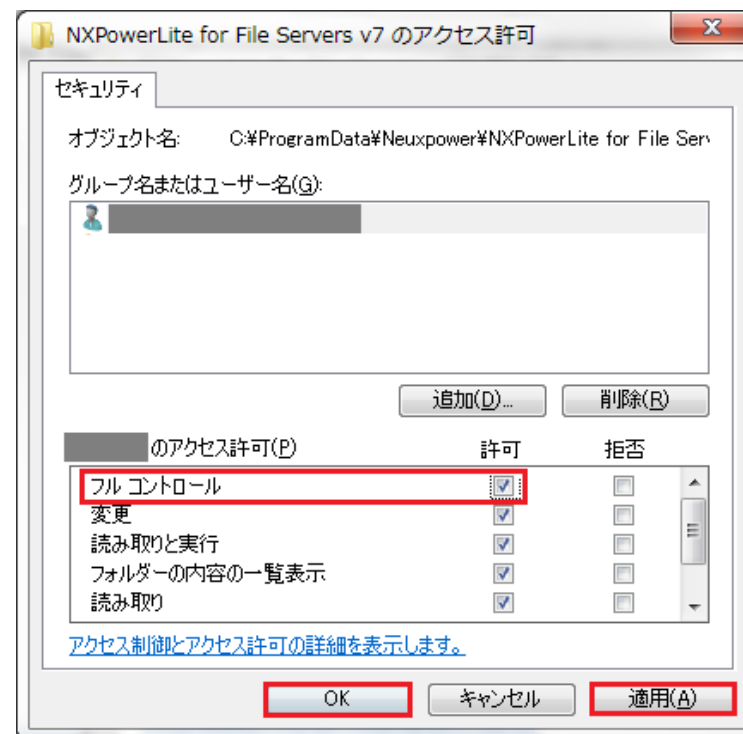 NXPowerLite for File Servers v7 のアクセス許可
セキュリティ
オブジェクト名: C:¥ProgramData¥Neuxpower¥NXPowerLite for File Serv
グループ名またはユーザー名(G):
追加(D)... 削除(R)
のアクセス許可(P) 許可 拒否
フル コントロール
変更
読み取りと実行
フォルダーの内容の一覧表示
読み取り
アクセス制御とアクセス許可の詳細を表示します。
OK キャンセル 適用(A)